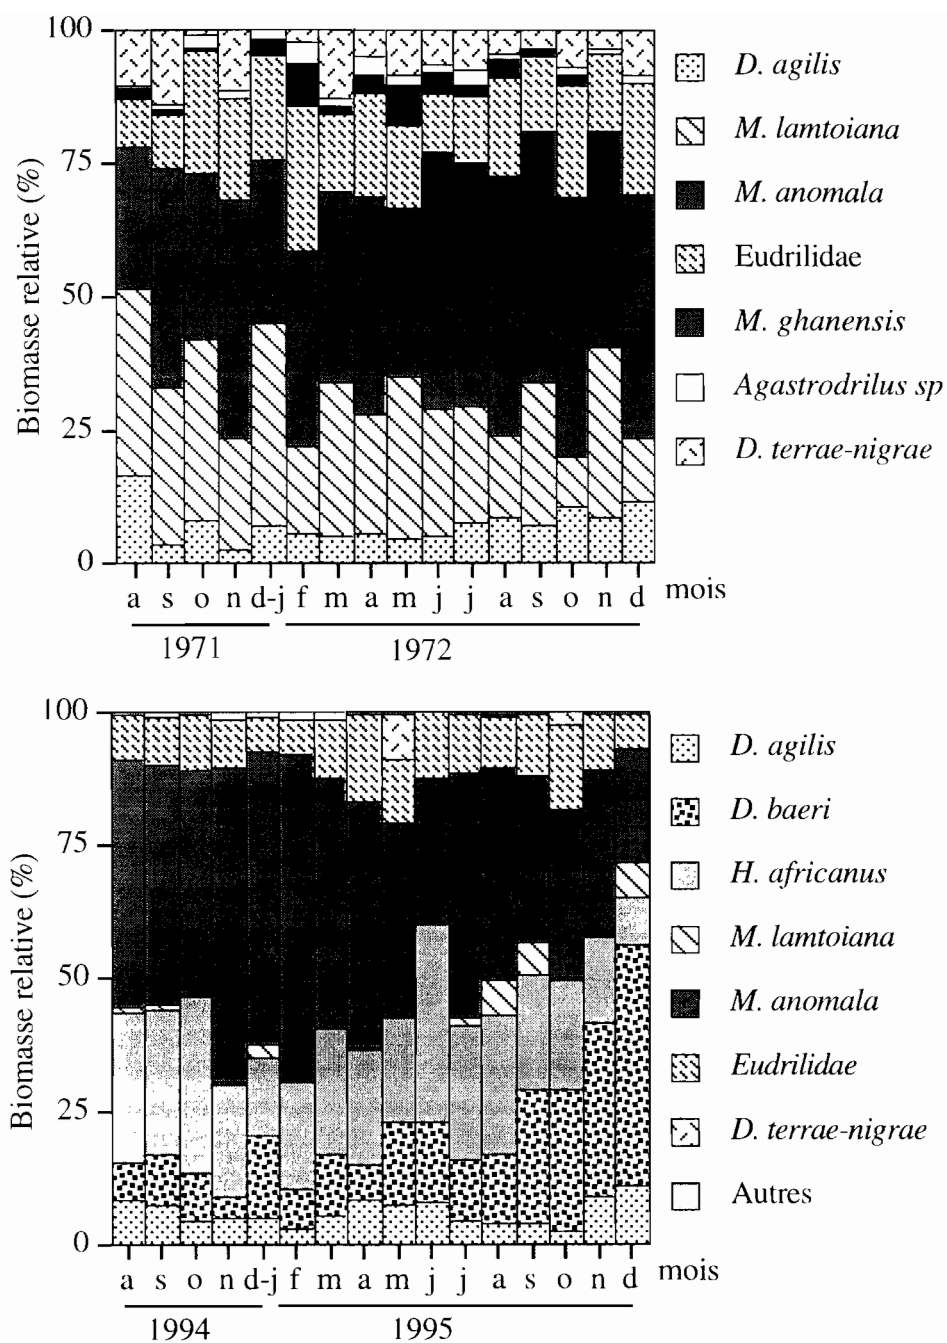 100
75
50
25
0
Biomasse relative (%)
D. agilis
M. lamtoiana
M. anomala
Eudrilidae
M. ghanensis
Agastrodrilus sp
D. terrae-nigrae
a s o n d-j f m a m j j a s o n d mois
1971 1972
100
75
50
25
0
Biomasse relative (%)
D. agilis
D. baeri
H. africanus
M. lamtoiana
M. anomala
Eudrilidae
D. terrae-nigrae
Autres
a s o n d-j f m a m j j a s o n d mois
1994 1995